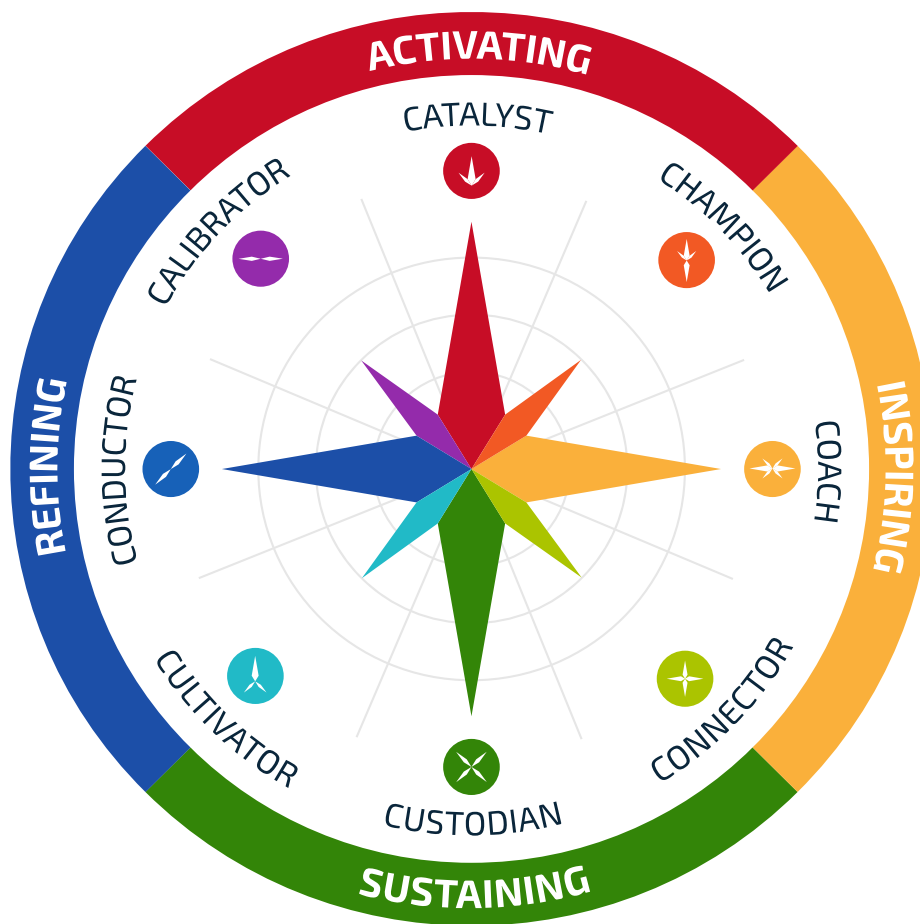 ACTIVATING
CATALYST
CHAMPION
INSPIRING
COACH
CONNECTOR
SUSTAINING
CUSTODIAN
CULTIVATOR
REFINING
CONDUCTOR
CALIBRATOR